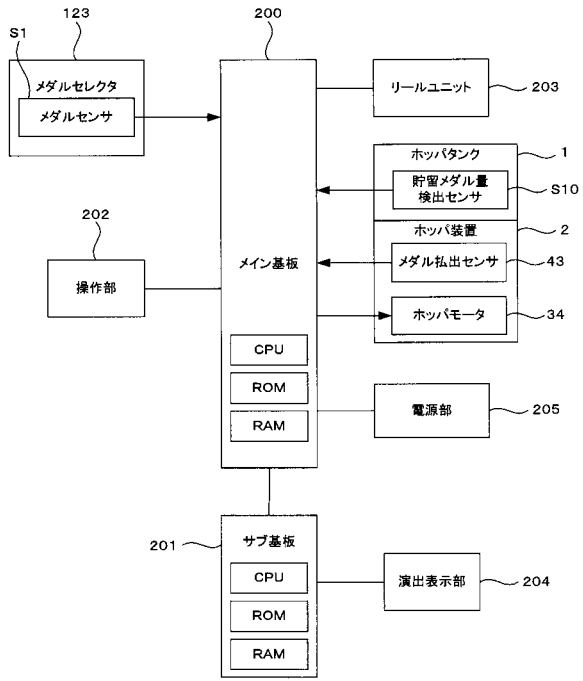 123
200
S1
メダルセレクタ
メダルセンサ
リールユニット
203
ホッパタンク
1
貯留メダル量
検出センサ
S10
ホッパ装置
2
メダル払出センサ
43
ホッパモータ
34
202
操作部
メイン基板
CPU
ROM
RAM
電源部
205
201
サブ基板
CPU
ROM
RAM
演出表示部
204